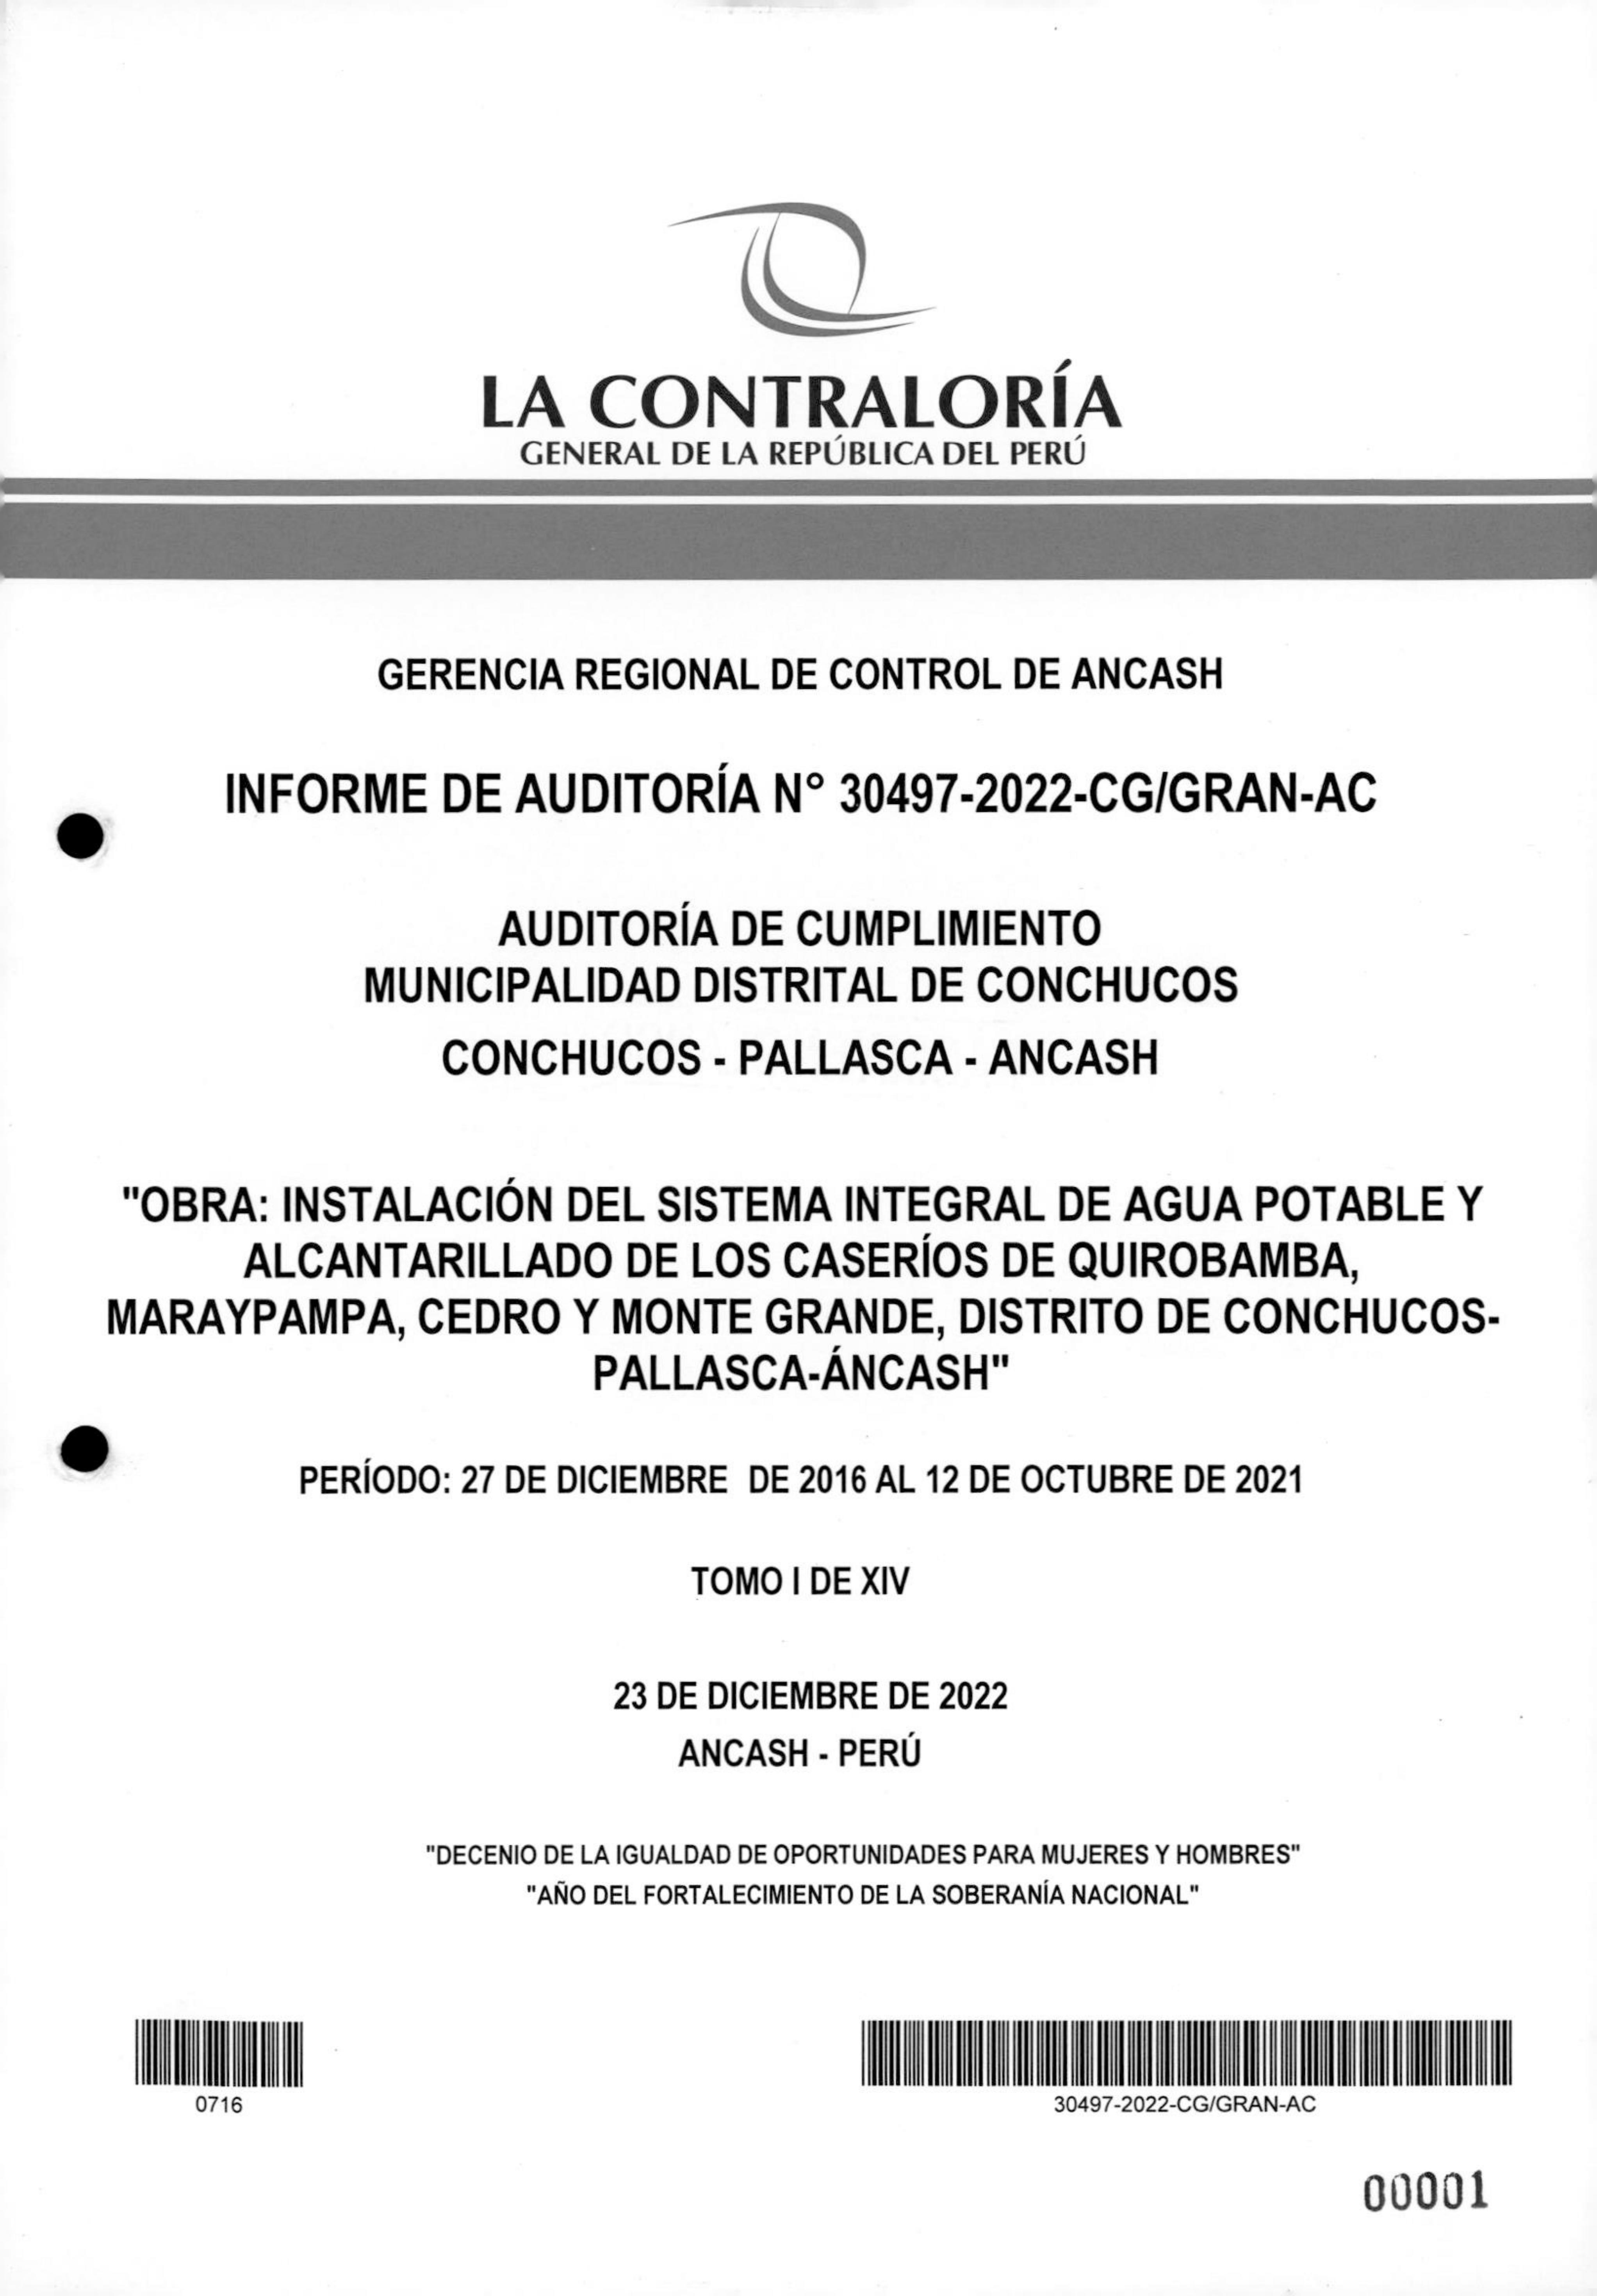 LA CONTRALORÍA
GENERAL DE LA REPÚBLICA DEL PERÚ
GERENCIA REGIONAL DE CONTROL DE ANCASH
INFORME DE AUDITORÍA N° 30497-2022-CG/GRAN-AC
AUDITORÍA DE CUMPLIMIENTO
MUNICIPALIDAD DISTRITAL DE CONCHUCOS
CONCHUCOS - PALLASCA - ANCASH
"OBRA: INSTALACIÓN DEL SISTEMA INTEGRAL DE AGUA POTABLE Y
ALCANTARILLADO DE LOS CASERÍOS DE QUIROBAMBA,
MARAYPAMPA, CEDRO Y MONTE GRANDE, DISTRITO DE CONCHUCOS-
PALLASCA-ÁNCASH"
PERÍODO: 27 DE DICIEMBRE DE 2016 AL 12 DE OCTUBRE DE 2021
TOMO I DE XIV
23 DE DICIEMBRE DE 2022
ANCASH - PERÚ
"DECENIO DE LA IGUALDAD DE OPORTUNIDADES PARA MUJERES Y HOMBRES"
"AÑO DEL FORTALECIMIENTO DE LA SOBERANÍA NACIONAL"
0716
30497-2022-CG/GRAN-AC
00001